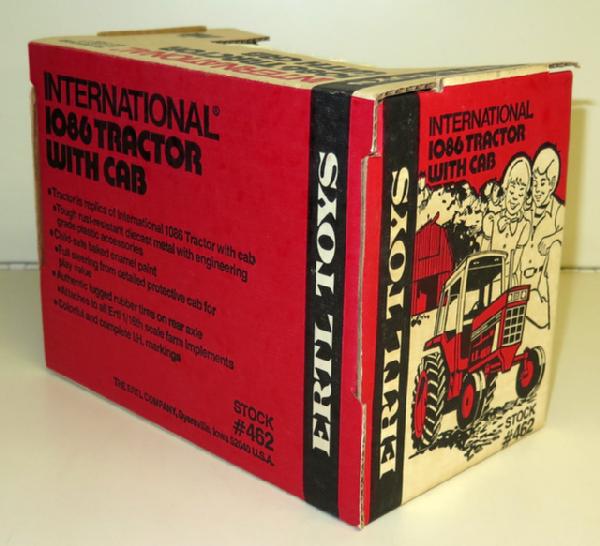 INTERNATIONAL
INTERNATIONAL®
1086 TRACTOR
WITH CAB
•Tractor is replica of International 1086 Tractor with cab
•Tough rust-resistant diecast metal with engineering
grade plastic accessories
•Child-safe baked enamel paint
•Full steering from detailed protective cab for
play value
•Authentic lugged rubber tires on rear axle
•Attaches to all Ertl 1/16th scale farm implements
•Colorful and complete I.H. markings
THE ERTL COMPANY, Dyersville, Iowa 52040 U.S.A.
STOCK
#462
ERTL TOYS
INTERNATIONAL
1086 TRACTOR
WITH CAB
ERTL TOYS
STOCK
#462